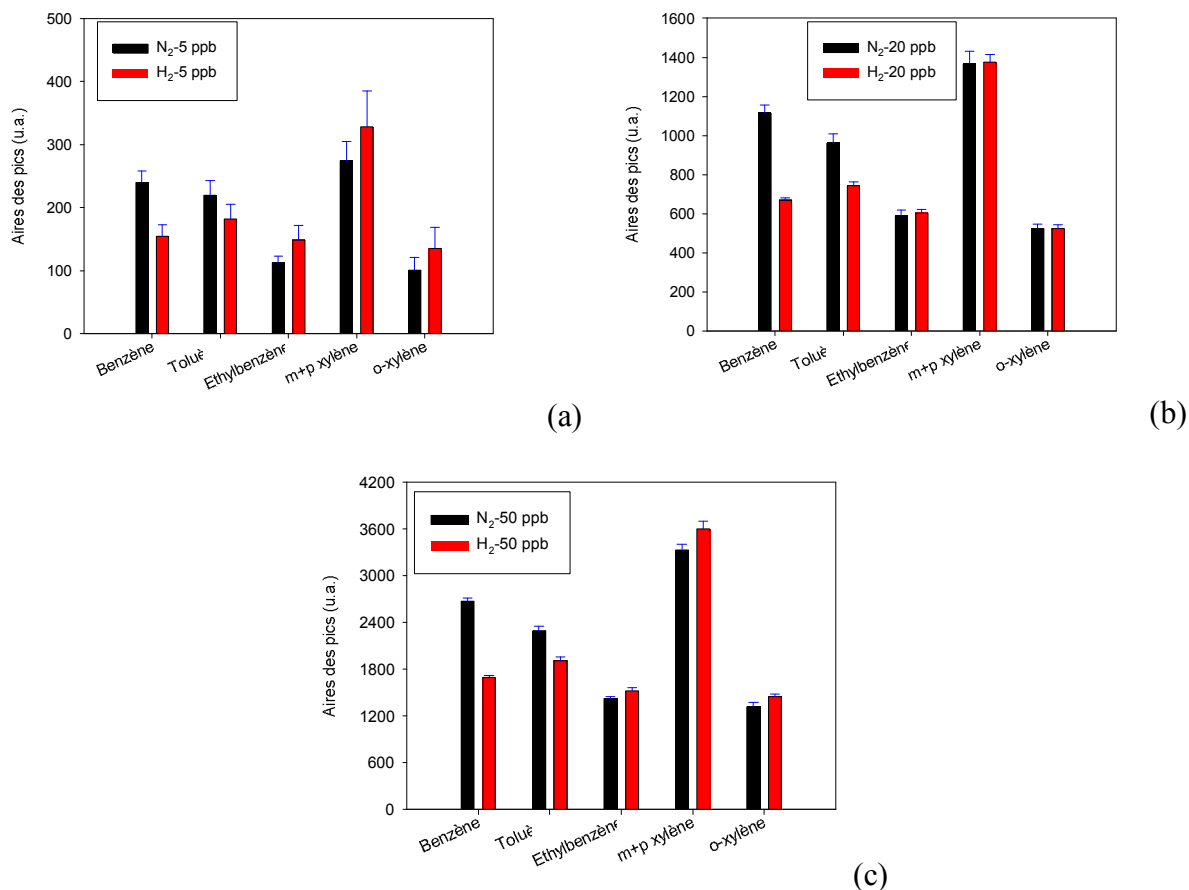 500
400
300
200
100
0
Aires des pics (u.a.)
N2-5 ppb
H2-5 ppb
Benzène
Toluè
Ethylbenzène
m+p xylène
o-xylène
(a)
1600
1400
1200
1000
800
600
400
200
0
Aires des pics (u.a.)
N2-20 ppb
H2-20 ppb
Benzène
Toluè
Ethylbenzène
m+p xylène
o-xylène
(b)
4200
3600
3000
2400
1800
1200
600
0
Aires des pics (u.a.)
N2-50 ppb
H2-50 ppb
Benzène
Toluè
Ethylbenzène
m+p xylène
o-xylène
(c)